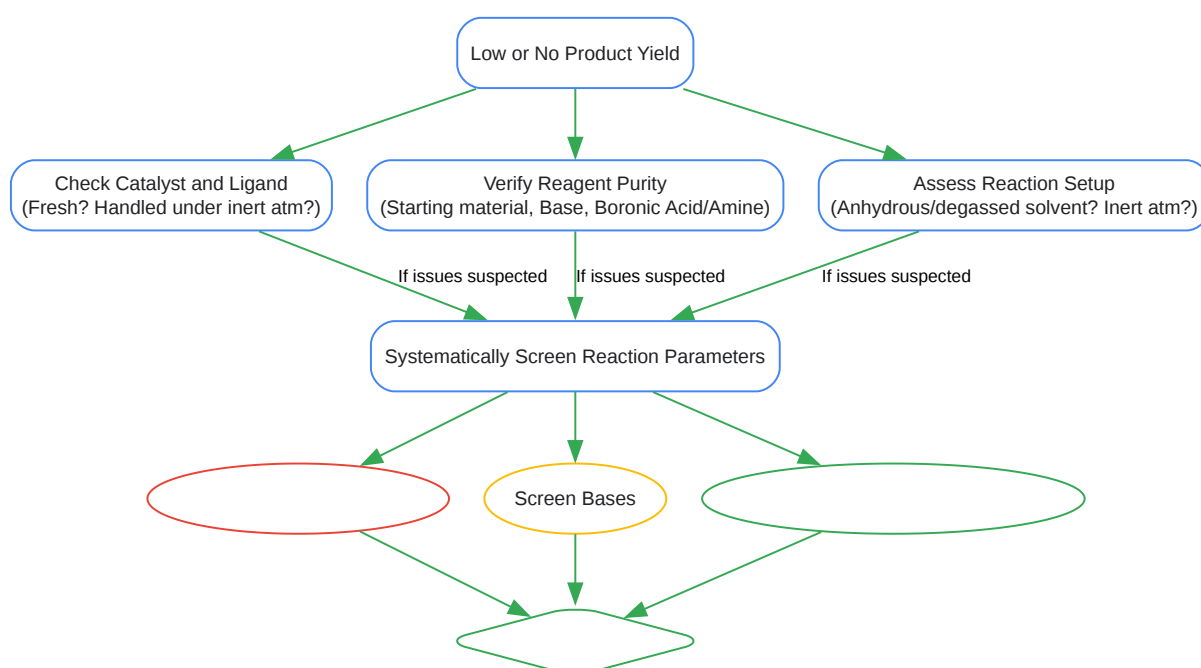 Low or No Product Yield
Check Catalyst and Ligand
(Fresh? Handled under inert atm?)
Verify Reagent Purity
(Starting material, Base, Boronic Acid/Amine)
Assess Reaction Setup
(Anhydrous/degassed solvent? Inert atm?)
If issues suspected
If issues suspected
If issues suspected
Systematically Screen Reaction Parameters
Screen Bases